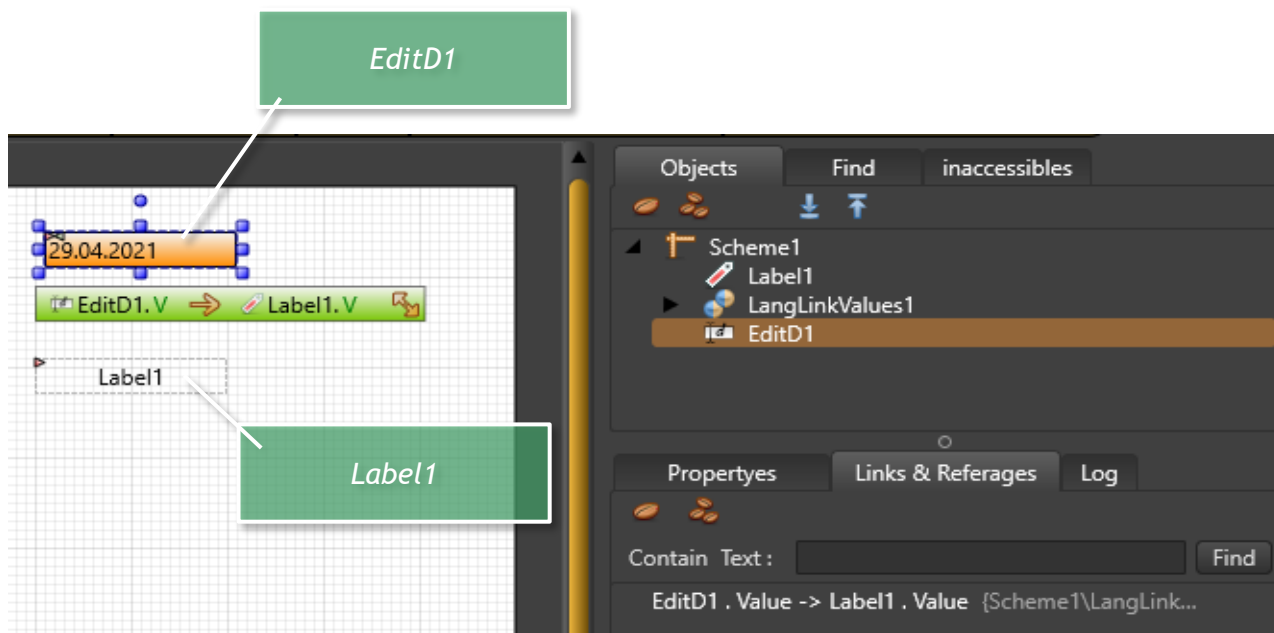 EditD1
Objects
Find
inaccessibles
29.04.2021
Scheme1
Label1
EditD1.V
Label1.V
LangLinkValues1
EditD1
Label1
Label1
Propertyes
Links & Referages
Log
Contain Text :
Find
EditD1 . Value -> Label1 . Value {Scheme1\LangLink...